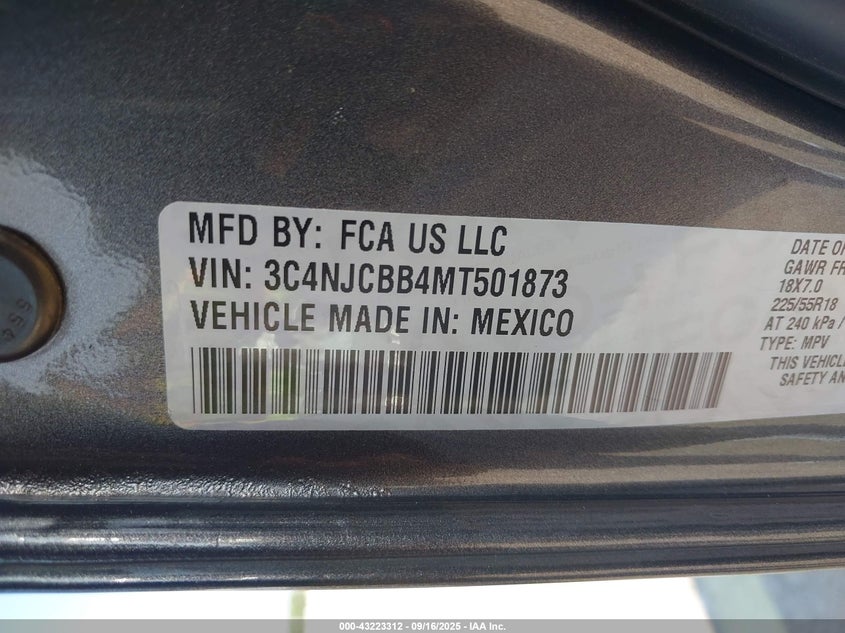 MFD BY: FCA US LLC
VIN: 3C4NJCBB4MT501873
VEHICLE MADE IN: MEXICO
DATE O
GAWR FR
18X7.0
225/55R18
AT 240 kPa /
TYPE: MPV
THIS VEHICL
SAFETY AN
000-43223312 - 09/16/2025 - IAA Inc.